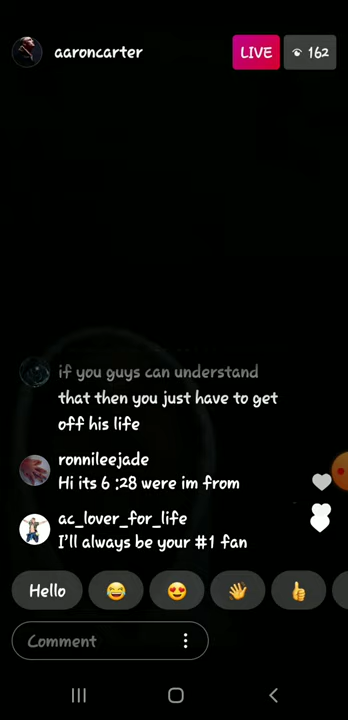 aaroncarter LIVE 162
if you guys can understand
that then you just have to get
off his life
ronnileejade
Hi its 6 :28 were im from
ac_lover_for_life
I'll always be your #1 fan
Hello
Comment